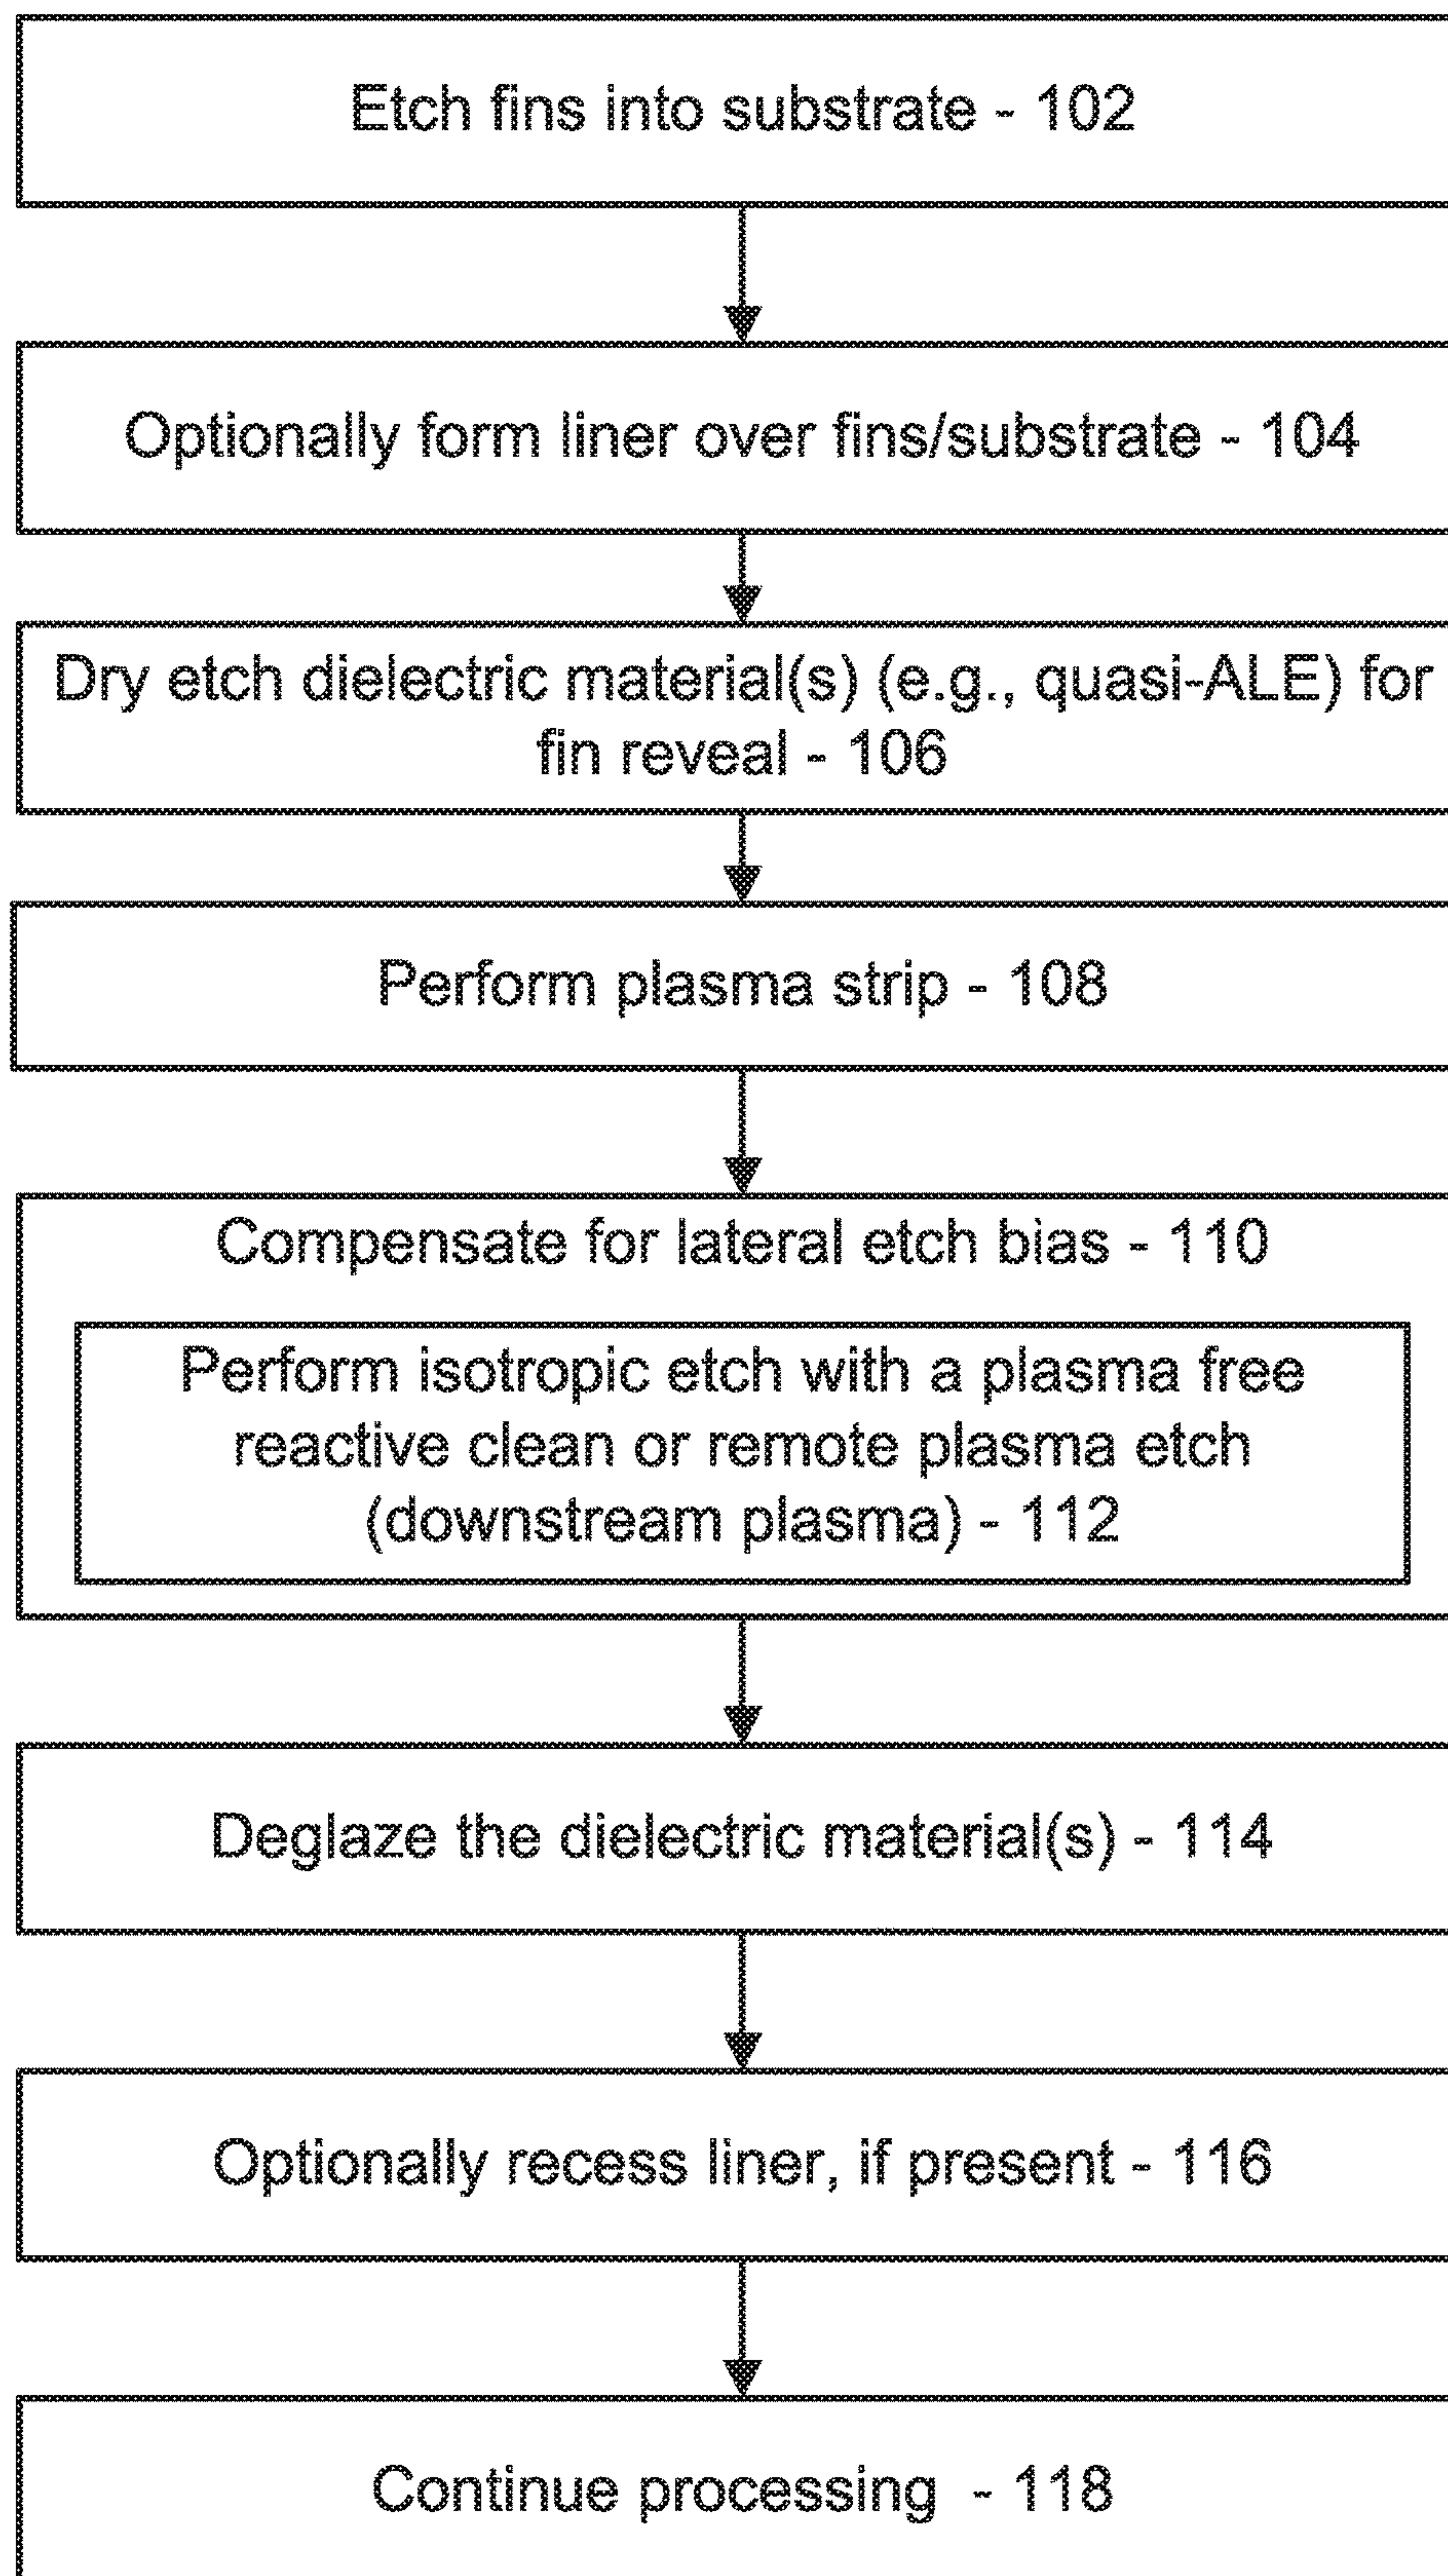 Etch fins into substrate - 102
Optionally form liner over fins/substrate - 104
Dry etch dielectric material(s) (e.g., quasi-ALE) for
fin reveal - 106
Perform plasma strip - 108
Compensate for lateral etch bias - 110
Perform isotropic etch with a plasma free
reactive clean or remote plasma etch
(downstream plasma) - 112
Deglaze the dielectric material(s) - 114
Optionally recess liner, if present - 116
Continue processing - 118